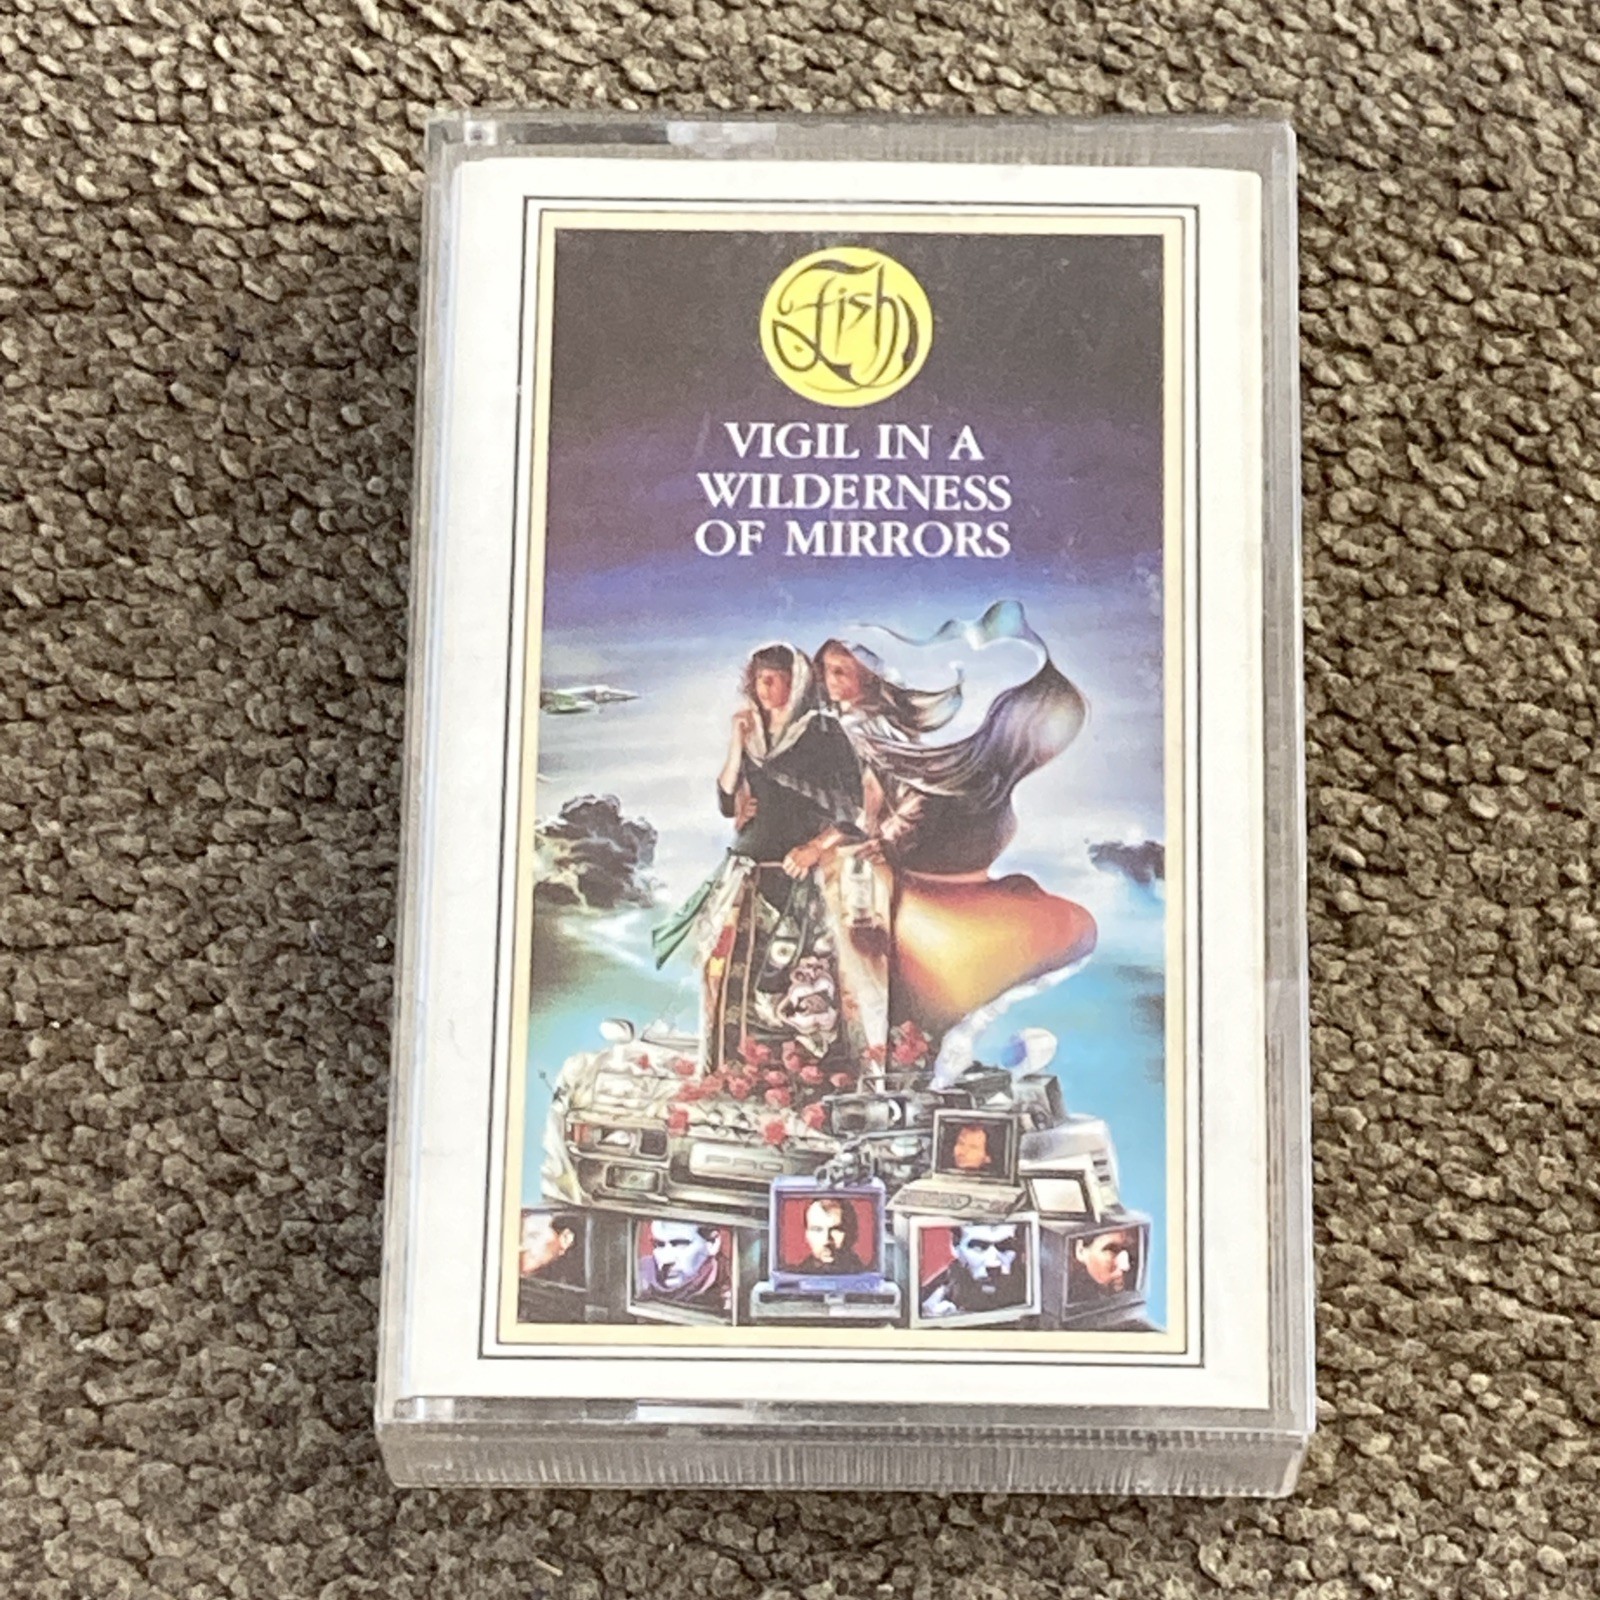 Fish
VIGIL IN A
WILDERNESS
OF MIRRORS